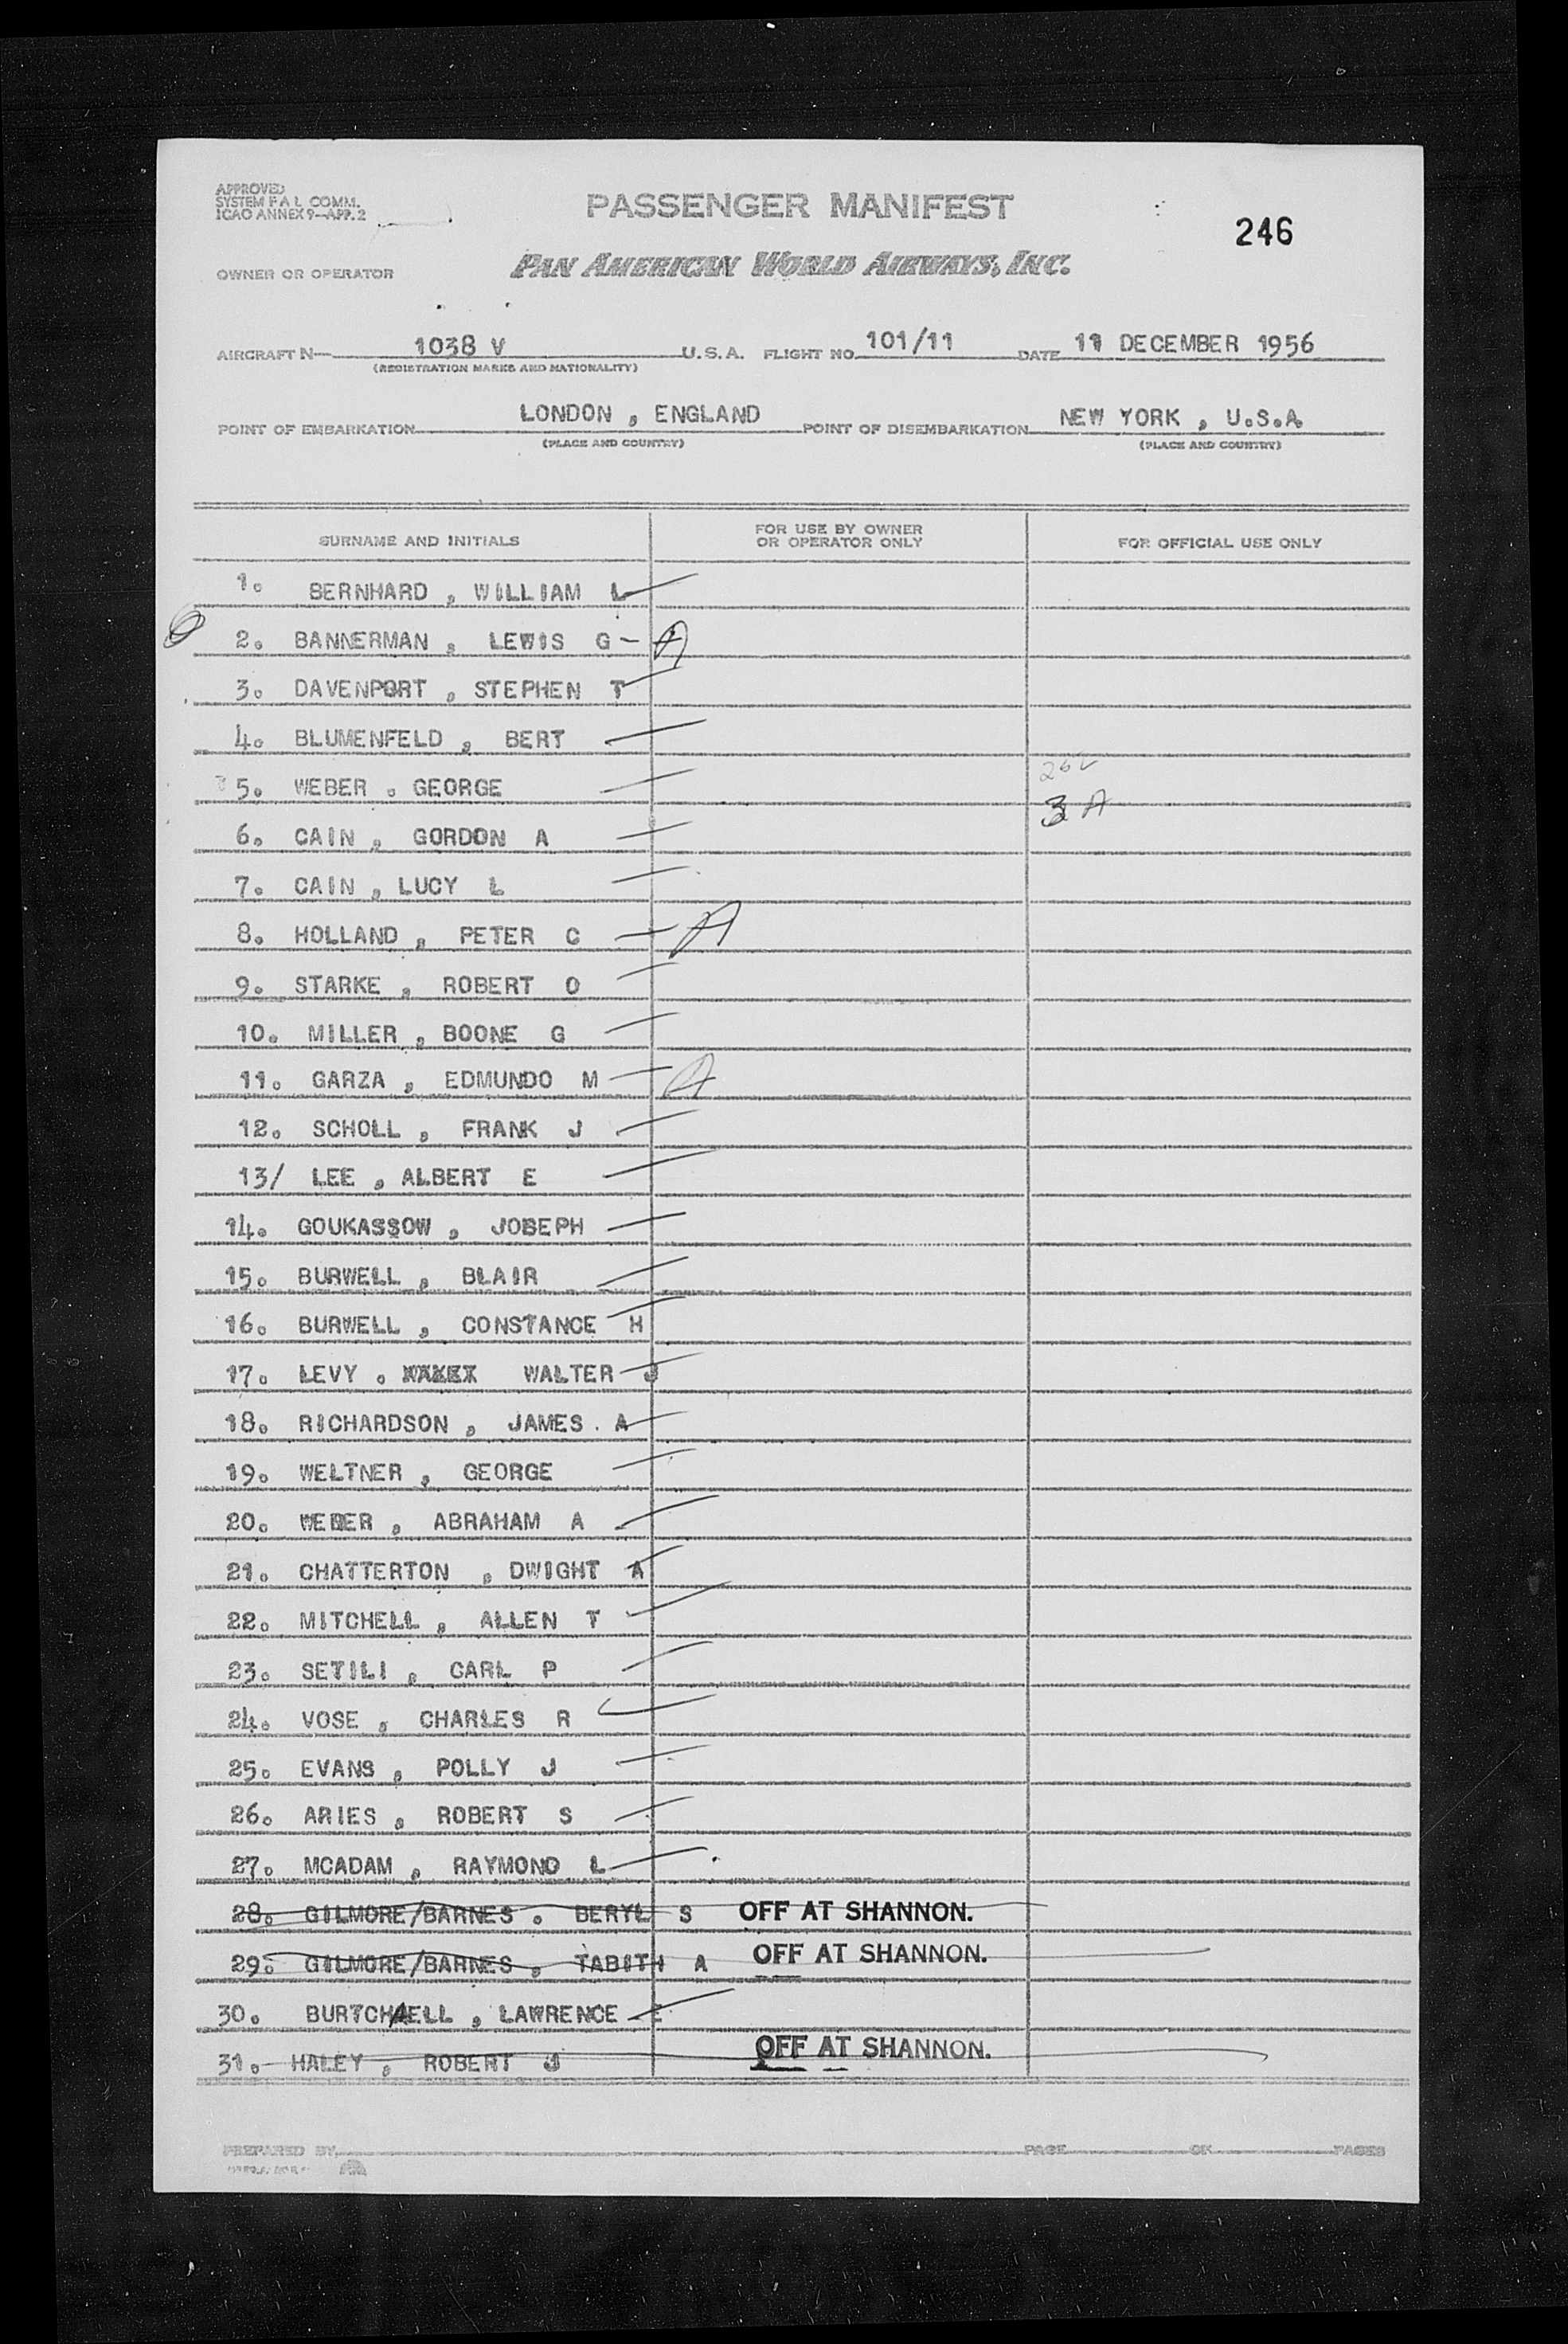 APPROVED
SYSTEM F A L COMM.
ICAO ANNEX 9—APP. 2
PASSENGER MANIFEST
246
OWNER OR OPERATOR PAN AMERICAN WORLD AIRWAYS, INC.
AIRCRAFT N— 1038 V U.S.A. FLIGHT NO. 101/11 DATE 11 DECEMBER 1956
(REGISTRATION MARKS AND NATIONALITY)
POINT OF EMBARKATION LONDON , ENGLAND POINT OF DISEMBARKATION NEW YORK , U.S.A.
(PLACE AND COUNTRY) (PLACE AND COUNTRY)
SURNAME AND INITIALS FOR USE BY OWNER OR OPERATOR ONLY FOR OFFICIAL USE ONLY
1. BERNHARD , WILLIAM L
2. BANNERMAN , LEWIS G A
3. DAVENPORT , STEPHEN T
4. BLUMENFELD , BERT
5. WEBER . GEORGE
3 A
6. CAIN , GORDON A
7. CAIN , LUCY L
8. HOLLAND , PETER C A
9. STARKE , ROBERT O
10. MILLER , BOONE G
11. GARZA , EDMUNDO M A
12. SCHOLL , FRANK J
13/ LEE , ALBERT E
14. GOUKASSOW , JOSEPH
15. BURWELL , BLAIR
16. BURWELL , CONSTANCE H
17. LEVY . WALTER J
18. RICHARDSON , JAMES . A
19. WELTNER , GEORGE
20. WEBER , ABRAHAM A
21. CHATTERTON , DWIGHT A
22. MITCHELL , ALLEN T
23. SETILI , CARL P
24. VOSE , CHARLES R
25. EVANS , POLLY J
26. ARIES , ROBERT S
27. MCADAM , RAYMOND L
28. GILMORE/BARNES . BERYL S OFF AT SHANNON.
29. GILMORE/BARNES , TABITH A OFF AT SHANNON.
30. BURTCHAELL , LAWRENCE E
31. HALEY , ROBERT J OFF AT SHANNON.
PREPARED BY PAGE OF PAGES